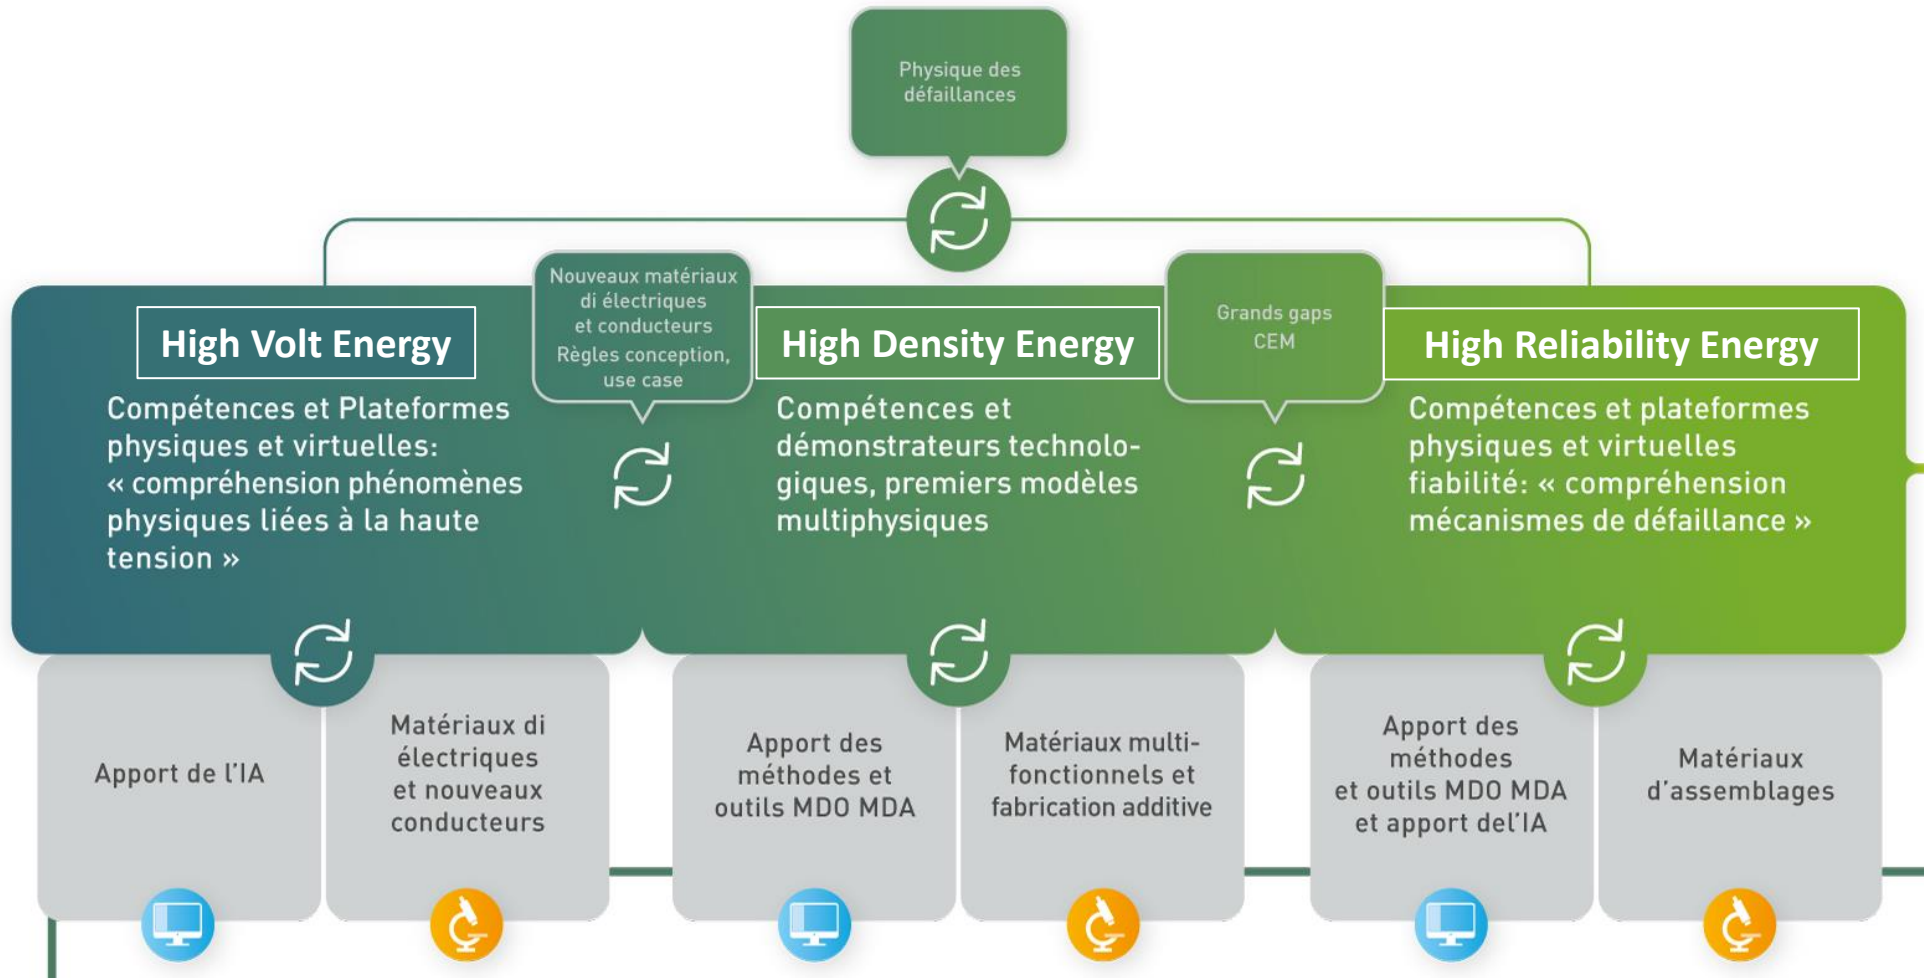 Physique des
défaillances
Nouveaux matériaux
di électriques
et conducteurs
Règles conception,
use case
Grands gaps
CEM
High Volt Energy
Compétences et Plateformes
physiques et virtuelles:
« compréhension phénomènes
physiques liées à la haute
tension »
High Density Energy
Compétences et
démonstrateurs technolo-
giques, premiers modèles
multiphysiques
High Reliability Energy
Compétences et plateformes
physiques et virtuelles
fiabilité: « compréhension
mécanismes de défaillance »
Apport de l’IA
Matériaux di
électriques
et nouveaux
conducteurs
Apport des
méthodes et
outils MDO MDA
Matériaux multi-
fonctionnels et
fabrication additive
Apport des
méthodes
et outils MDO MDA
et apport del’IA
Matériaux
d’assemblages